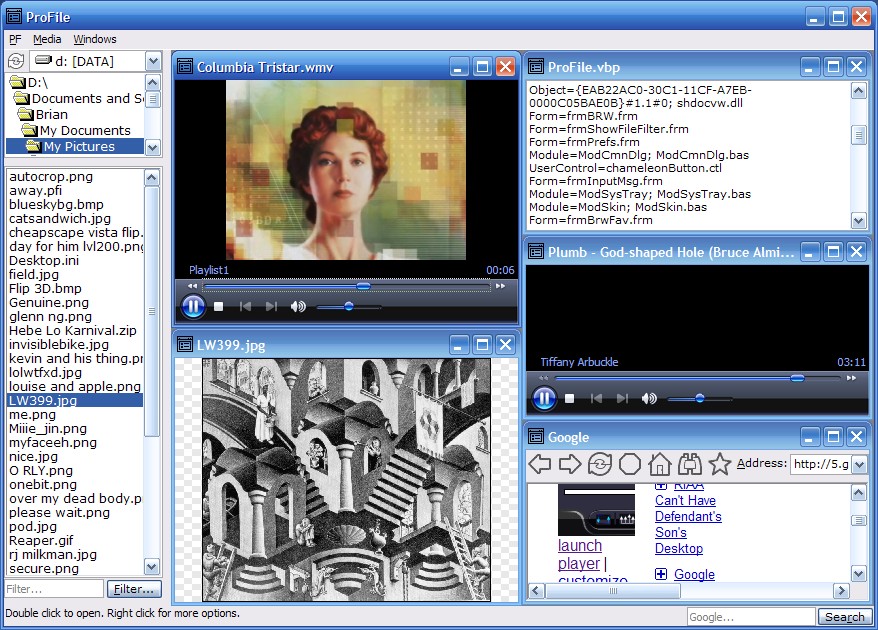 ProFile
PF Media Windows
d: [DATA]
D:\
Documents and Se
Brian
My Documents
My Pictures
autocrop.png
away.pfi
blueskybg.bmp
catsandwich.jpg
cheapscape vista flip.
day for him lvl200.png
Desktop.ini
field.jpg
Flip 3D.bmp
Genuine.png
glenn ng.png
Hebe Lo Karnival.zip
invisiblebike.jpg
kevin and his thing.pn
lolwtfxd.jpg
louise and apple.png
LW399.jpg
me.png
Miiie_jin.png
myfaceeh.png
nice.jpg
O RLY.png
onebit.png
over my dead body.p
please wait.png
pod.jpg
Reaper.gif
rj milkman.jpg
secure.png
Filter...
Filter...
Columbia Tristar.wmv
Playlist1
00:06
LW399.jpg
ProFile.vbp
Object={EAB22AC0-30C1-11CF-A7EB-
0000C05BAE0B}#1.1#0; shdocvw.dll
Form=frmBRW.frm
Form=frmShowFileFilter.frm
Form=frmPrefs.frm
Module=ModCmnDlg; ModCmnDlg.bas
UserControl=chameleonButton.ctl
Form=frmInputMsg.frm
Module=ModSysTray; ModSysTray.bas
Module=ModSkin; ModSkin.bas
Form=frmBrwFav.frm
Plumb - God-shaped Hole (Bruce Almi...
Tiffany Arbuckle
03:11
Google
Address: http://5.g
launch
player |
customize
RIAA
Can't Have
Defendant's
Son's
Desktop
Google
Double click to open. Right click for more options.
Google...
Search